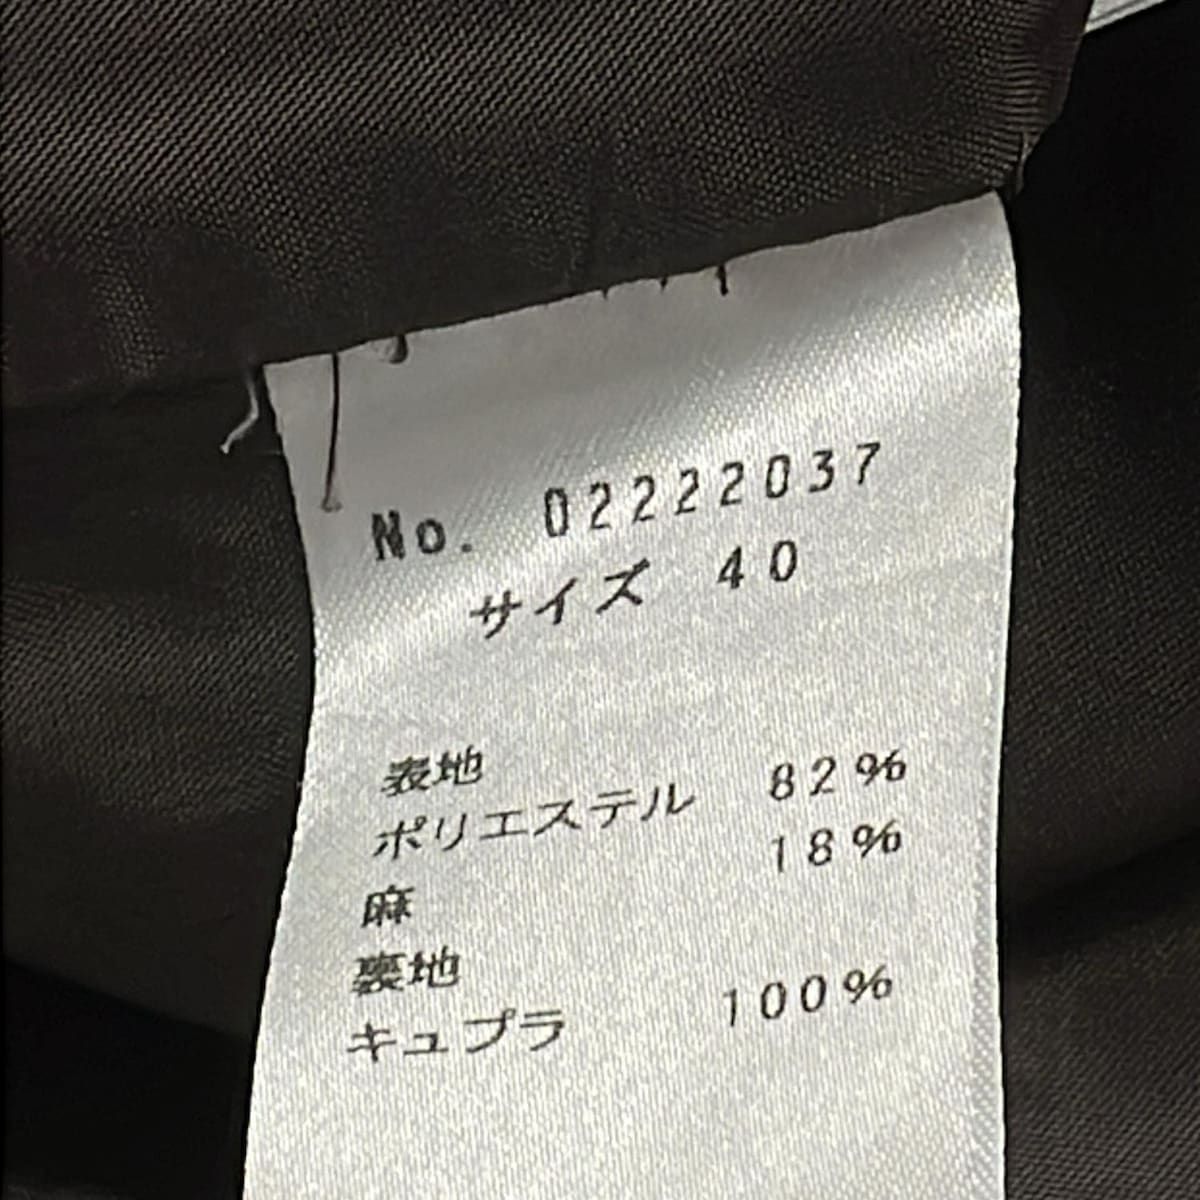 No. 02222037
サイズ 40
表地
ポリエステル 82%
麻 18%
裏地
キュプラ 100%